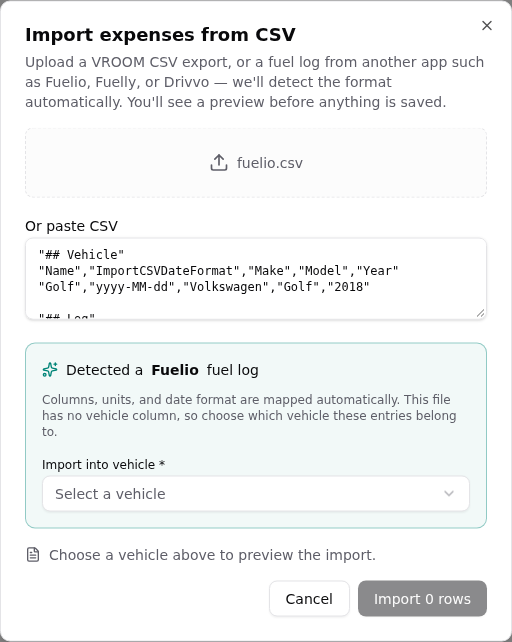 Import expenses from CSV
Upload a VROOM CSV export, or a fuel log from another app such
as Fuelio, Fuelly, or Drivvo — we'll detect the format
automatically. You'll see a preview before anything is saved.
fuelio.csv
Or paste CSV
"## Vehicle"
"Name","ImportCSVDateFormat","Make","Model","Year"
"Golf","yyyy-MM-dd","Volkswagen","Golf","2018"
"## Log"
Detected a Fuelio fuel log
Columns, units, and date format are mapped automatically. This file
has no vehicle column, so choose which vehicle these entries belong
to.
Import into vehicle *
Select a vehicle
Choose a vehicle above to preview the import.
Cancel
Import 0 rows